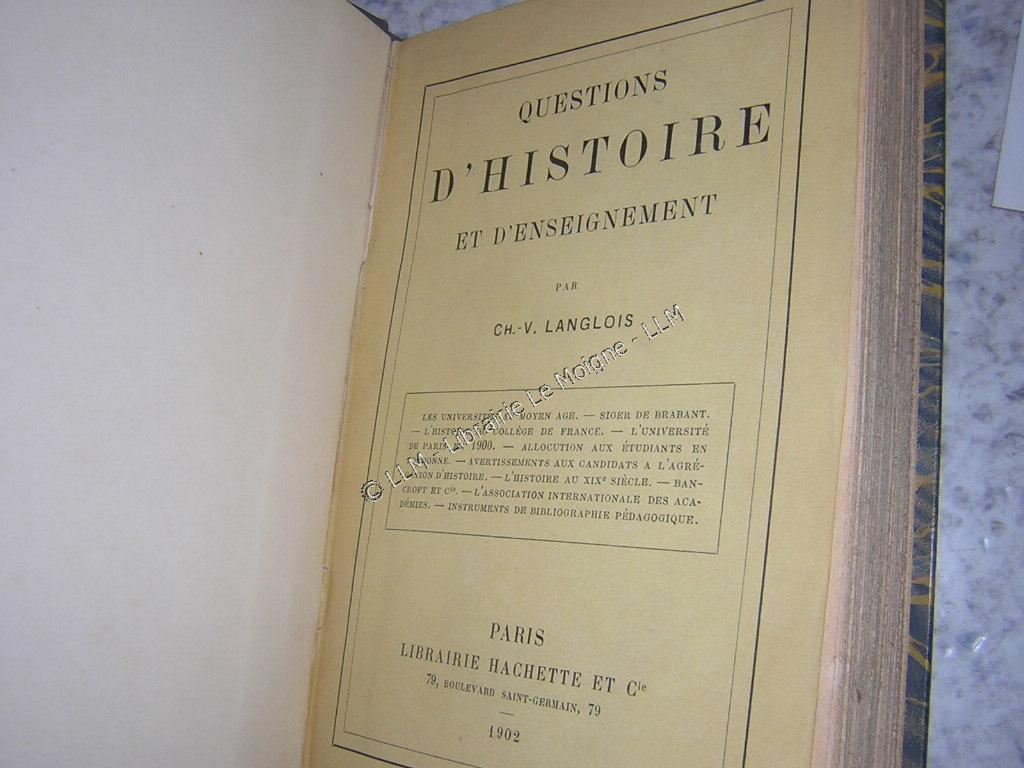 QUESTIONS
D'HISTOIRE
ET D'ENSEIGNEMENT
PAR
CH.-V. LANGLOIS
LES UNIVERSITÉS MOYEN AGE. — SIGER DE BRABANT.
— L'HISTOIRE COLLÈGE DE FRANCE. — L'UNIVERSITÉ
DE PARIS EN 1900. — ALLOCUTION AUX ÉTUDIANTS EN
SORBONNE. — AVERTISSEMENTS AUX CANDIDATS A L'AGRÉ-
GATION D'HISTOIRE. — L'HISTOIRE AU XIXe SIÈCLE. — BAN-
CROFT ET Cie. — L'ASSOCIATION INTERNATIONALE DES ACA-
DÉMIES. — INSTRUMENTS DE BIBLIOGRAPHIE PÉDAGOGIQUE.
© LLM - Librairie Le Moigne - LLM
PARIS
LIBRAIRIE HACHETTE ET Cie
79, BOULEVARD SAINT-GERMAIN, 79
1902